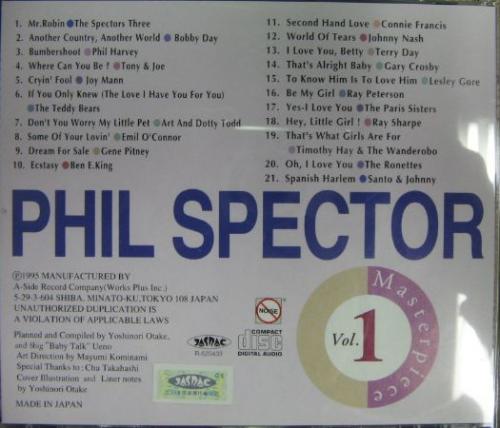 1. Mr.Robin●The Spectors Three
2. Another Country, Another World●Bobby Day
3. Bumbershoot●Phil Harvey
4. Where Can You Be !●Tony & Joe
5. Cryin' Fool●Joy Mann
6. If You Only Knew (The Love I Have You For You)
●The Teddy Bears
7. Don't You Worry My Little Pet●Art And Dotty Todd
8. Some Of Your Lovin'●Emil O'Connor
9. Dream For Sale●Gene Pitney
10. Ecstasy●Ben E.King
11. Second Hand Love●Connie Francis
12. World Of Tears●Johnny Nash
13. I Love You, Betty●Terry Day
14. That's Alright Baby●Gary Crosby
15. To Know Him Is To Love Him●Lesley Gore
16. Be My Girl●Ray Peterson
17. Yes-I Love You●The Paris Sisters
18. Hey, Little Girl !●Ray Sharpe
19. That's What Girls Are For
●Timothy Hay & The Wanderobo
20. Oh, I Love You●The Ronettes
21. Spanish Harlem●Santo & Johnny
PHIL SPECTOR
Masterpiece
Vol. 1
Ⓟ1995 MANUFACTURED BY
A-Side Record Company(Works Plus Inc.)
5-29-3-604 SHIBA, MINATO-KU,TOKYO 108 JAPAN
UNAUTHORIZED DUPLICATION IS
A VIOLATION OF APPLICABLE LAWS
Planned and Compiled by Yoshinori Otake,
and Shig "Baby Talk" Ueno
Art Direction by Mayumi Kominami
Special Thanks to : Chu Takahashi
Cover Illustration and Liner notes
by Yoshinori Otake
MADE IN JAPAN
JASRAC
R-625433
NOISE
COMPACT
disc
DIGITAL AUDIO
JASRAC